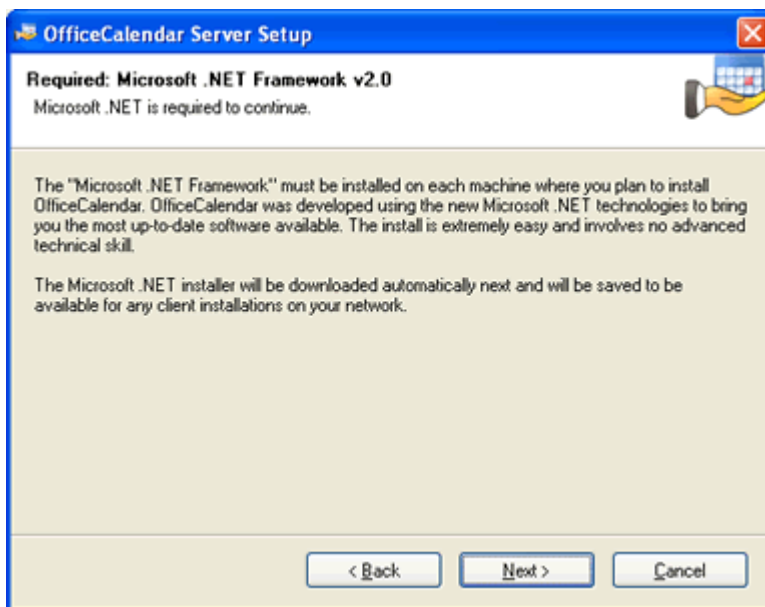 OfficeCalendar Server Setup
Required: Microsoft .NET Framework v2.0
Microsoft .NET is required to continue.
The "Microsoft .NET Framework" must be installed on each machine where you plan to install
OfficeCalendar. OfficeCalendar was developed using the new Microsoft .NET technologies to bring
you the most up-to-date software available. The install is extremely easy and involves no advanced
technical skill.
The Microsoft .NET installer will be downloaded automatically next and will be saved to be
available for any client installations on your network.
< Back
Next >
Cancel